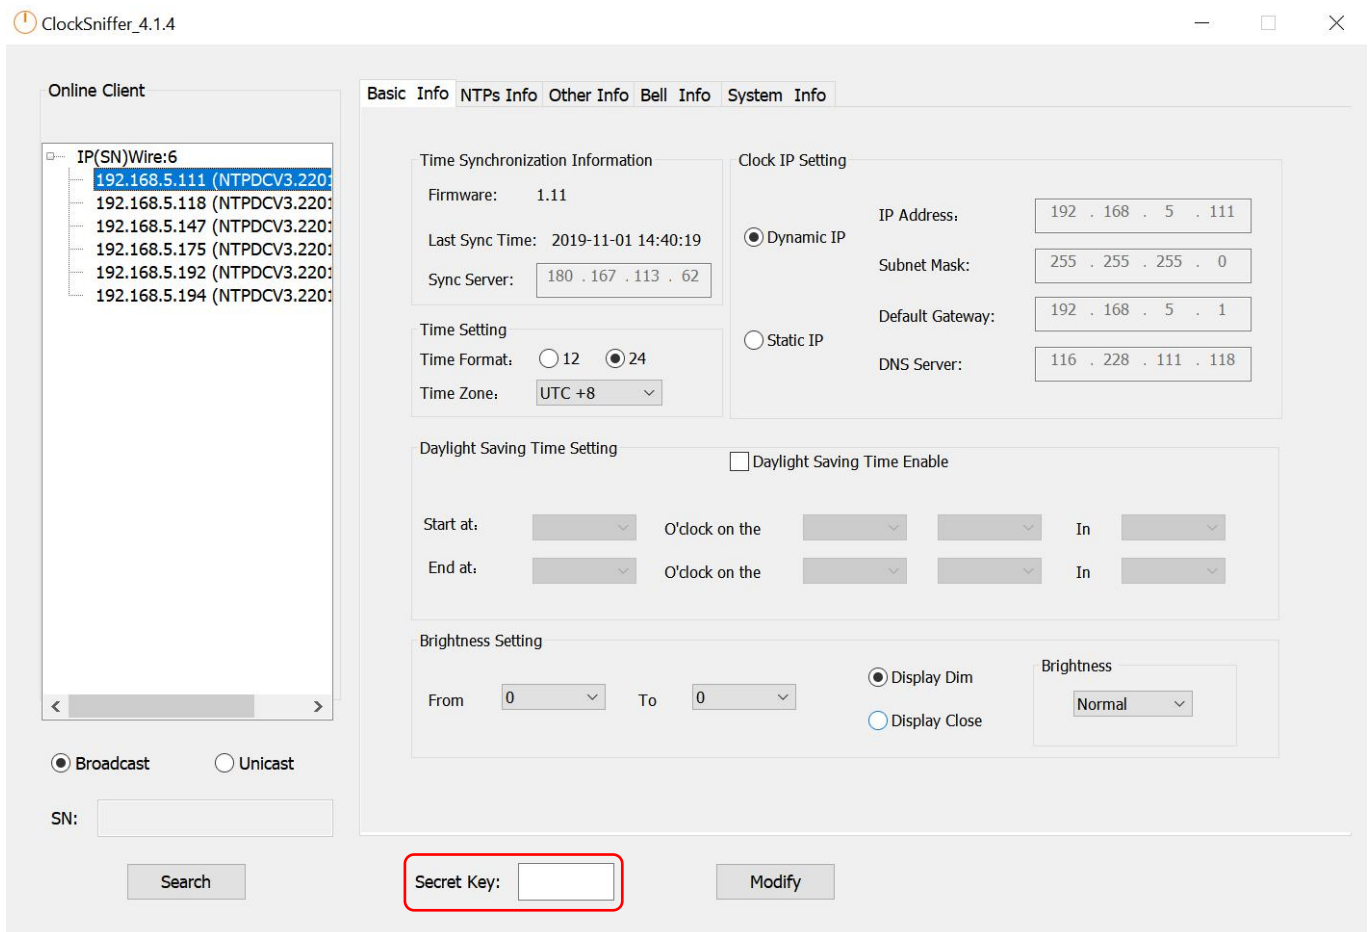 ClockSniffer_4.1.4
Online Client
IP(SN)Wire:6
192.168.5.111 (NTPDCV3.2201
192.168.5.118 (NTPDCV3.2201
192.168.5.147 (NTPDCV3.2201
192.168.5.175 (NTPDCV3.2201
192.168.5.192 (NTPDCV3.2201
192.168.5.194 (NTPDCV3.2201
Broadcast Unicast
SN:
Search
Basic Info NTPs Info Other Info Bell Info System Info
Time Synchronization Information
Firmware: 1.11
Last Sync Time: 2019-11-01 14:40:19
Sync Server: 180 . 167 . 113 . 62
Time Setting
Time Format: 12 24
Time Zone: UTC +8
Clock IP Setting
Dynamic IP
Static IP
IP Address: 192 . 168 . 5 . 111
Subnet Mask: 255 . 255 . 255 . 0
Default Gateway: 192 . 168 . 5 . 1
DNS Server: 116 . 228 . 111 . 118
Daylight Saving Time Setting
Daylight Saving Time Enable
Start at: O'clock on the In
End at: O'clock on the In
Brightness Setting
From 0 To 0
Display Dim
Display Close
Brightness
Normal
Secret Key:
Modify